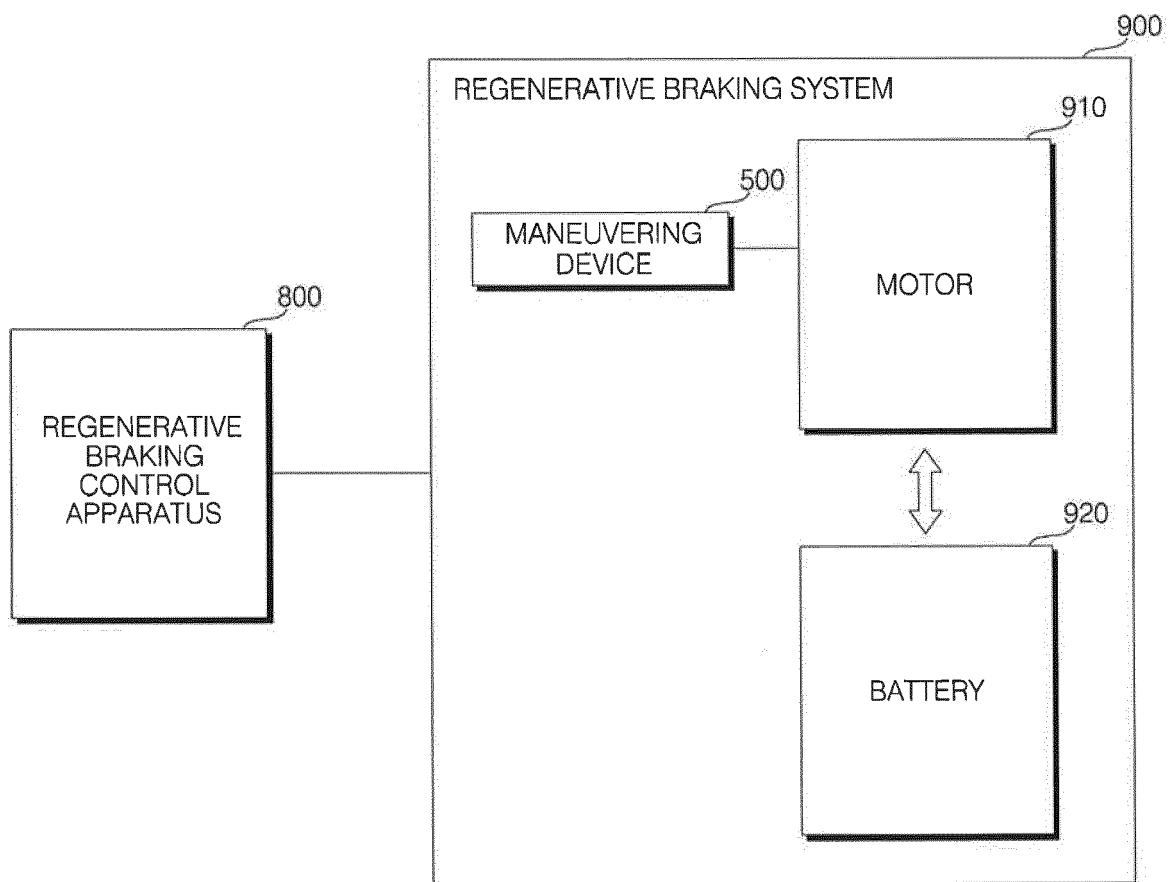 900
REGENERATIVE BRAKING SYSTEM
910
500
MANEUVERING
DEVICE
MOTOR
800
REGENERATIVE
BRAKING
CONTROL
APPARATUS
920
BATTERY